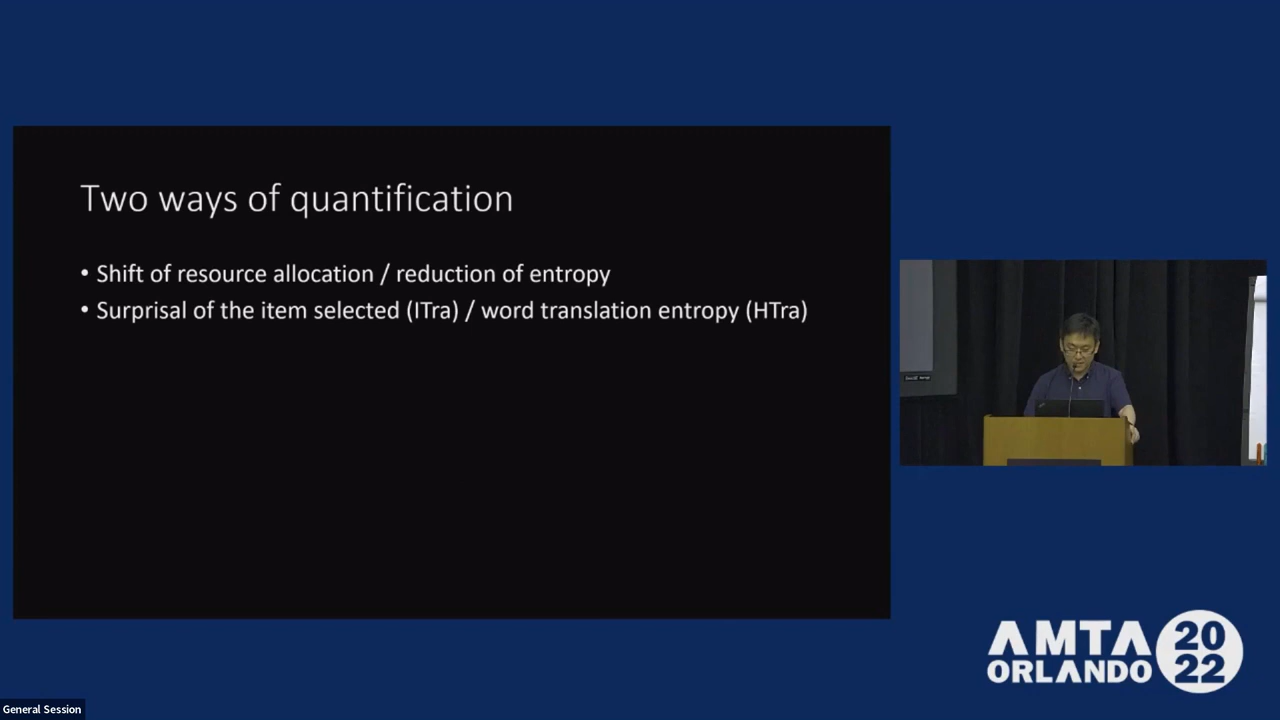 Two ways of quantification
• Shift of resource allocation / reduction of entropy
• Surprisal of the item selected (ITra) / word translation entropy (HTra)
AMTA
ORLANDO
20
22
General Session